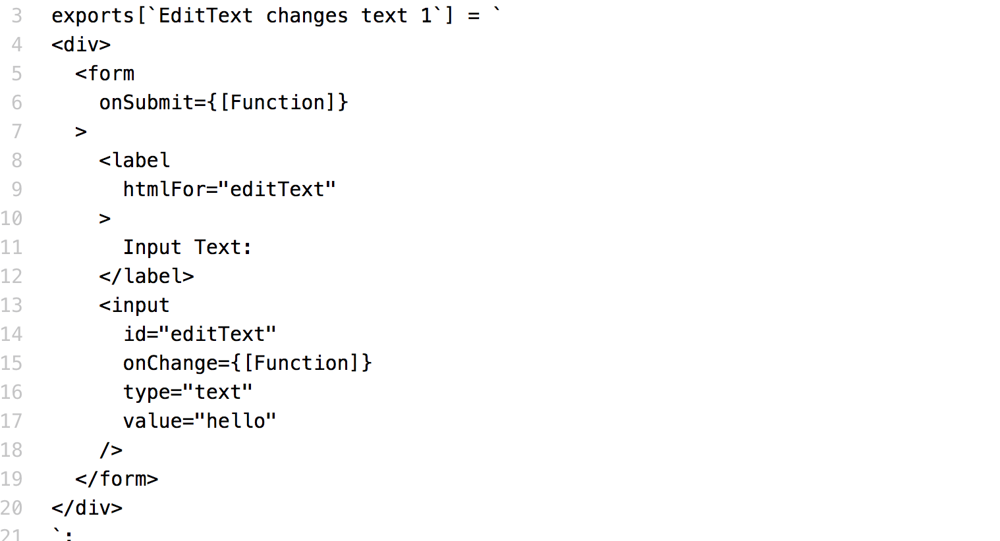 3 exports[`EditText changes text 1`] = `
4 <div>
5   <form
6     onSubmit={[Function]}
7   >
8     <label
9       htmlFor="editText"
10     >
11       Input Text:
12     </label>
13     <input
14       id="editText"
15       onChange={[Function]}
16       type="text"
17       value="hello"
18     />
19   </form>
20 </div>
21 `;